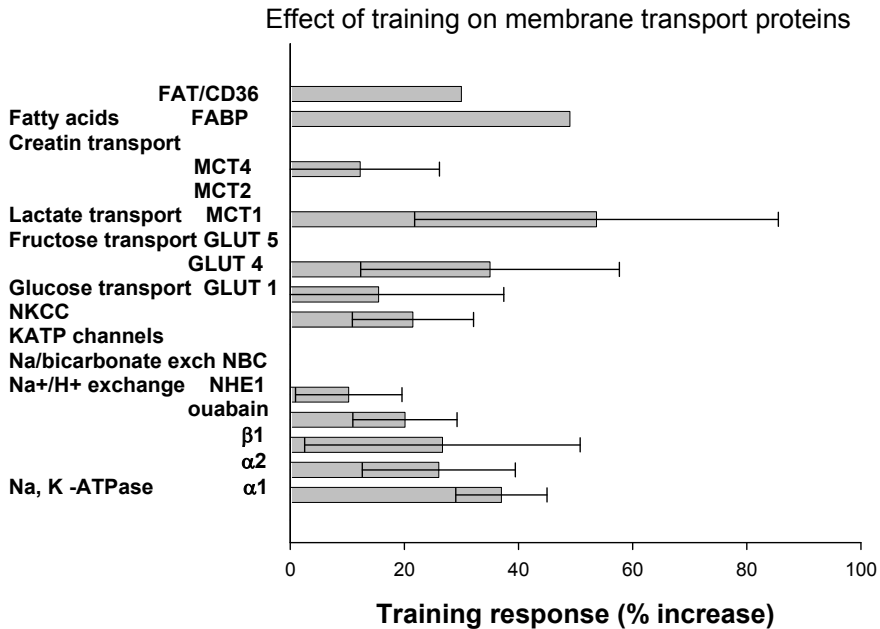 Effect of training on membrane transport proteins
FAT/CD36
Fatty acids FABP
Creatin transport
MCT4
MCT2
Lactate transport MCT1
Fructose transport GLUT 5
GLUT 4
Glucose transport GLUT 1
NKCC
KATP channels
Na/bicarbonate exch NBC
Na+/H+ exchange NHE1
ouabain
β1
α2
Na, K -ATPase α1
0 20 40 60 80 100
Training response (% increase)